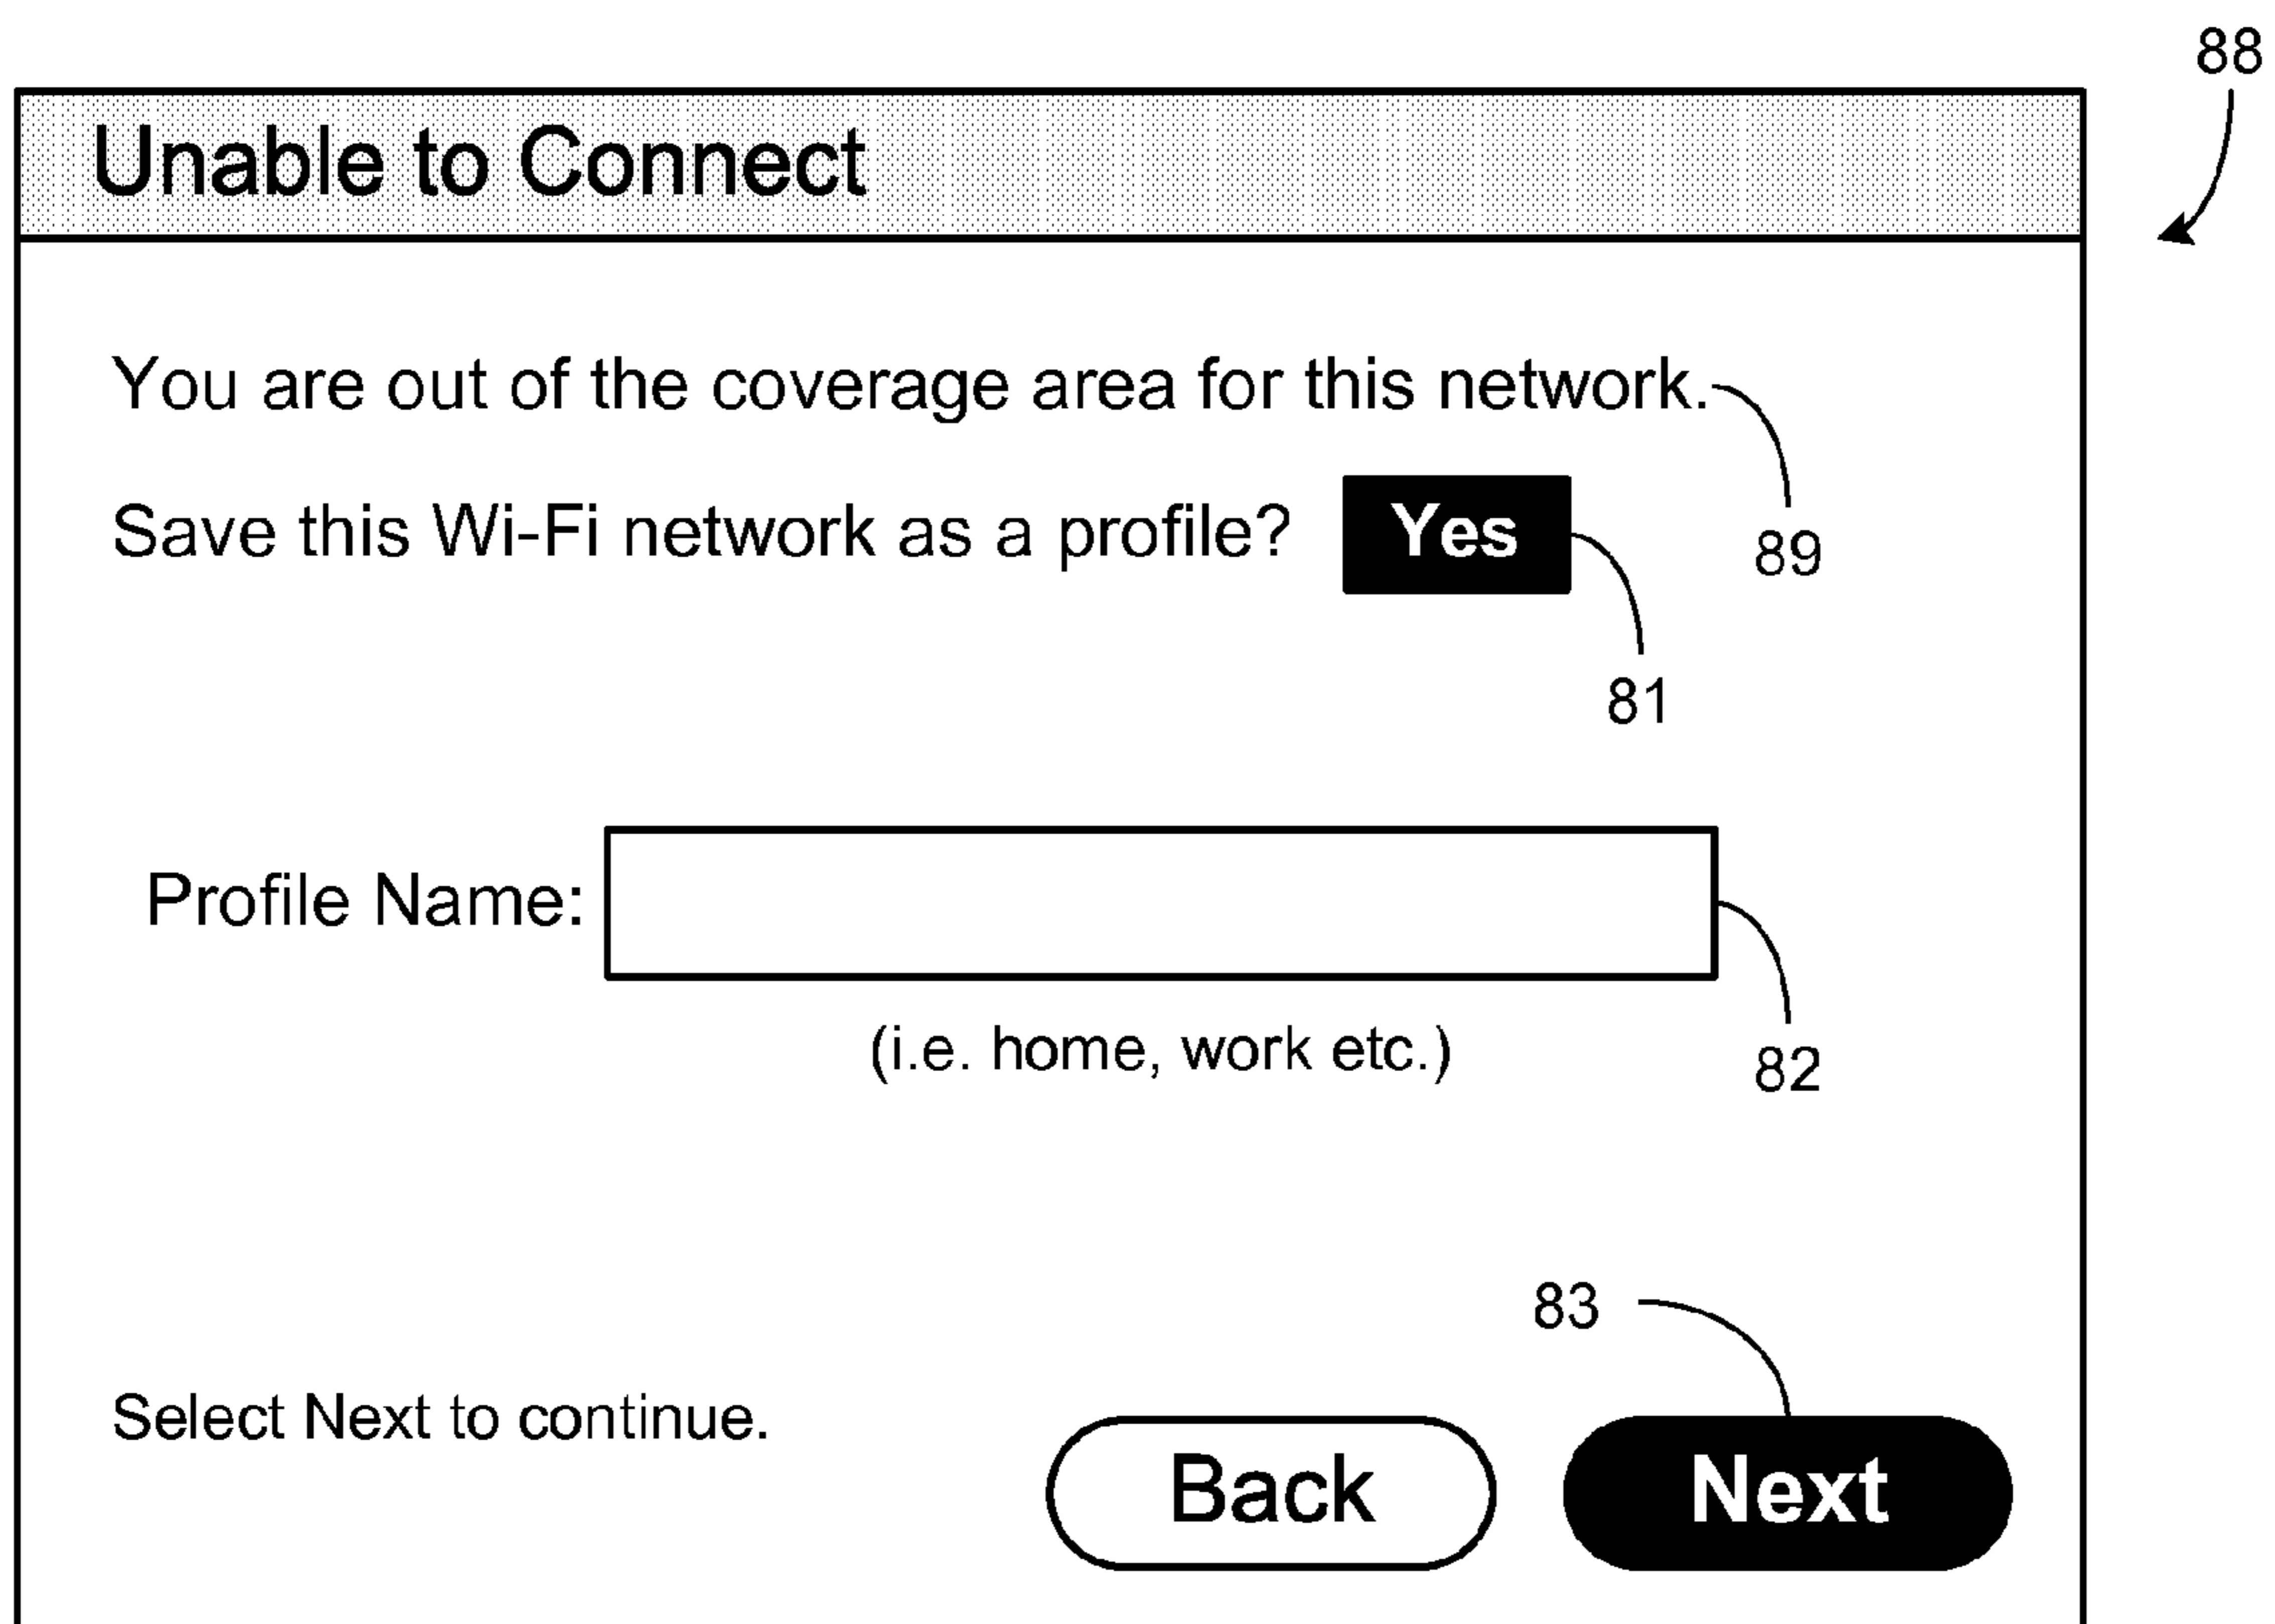 88
Unable to Connect
You are out of the coverage area for this network.
89
Save this Wi-Fi network as a profile? Yes
81
Profile Name:
82
(i.e. home, work etc.)
83
Select Next to continue.
Back Next